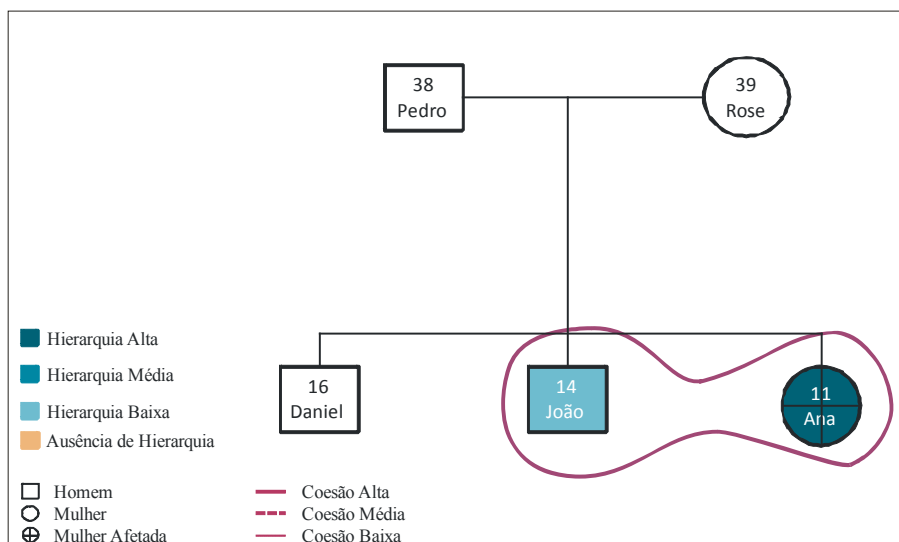 38
Pedro
39
Rose
16
Daniel
14
João
11
Ana
Hierarquia Alta
Hierarquia Média
Hierarquia Baixa
Ausência de Hierarquia
Homem
Mulher
Mulher Afetada
Coesão Alta
Coesão Média
Coesão Baixa